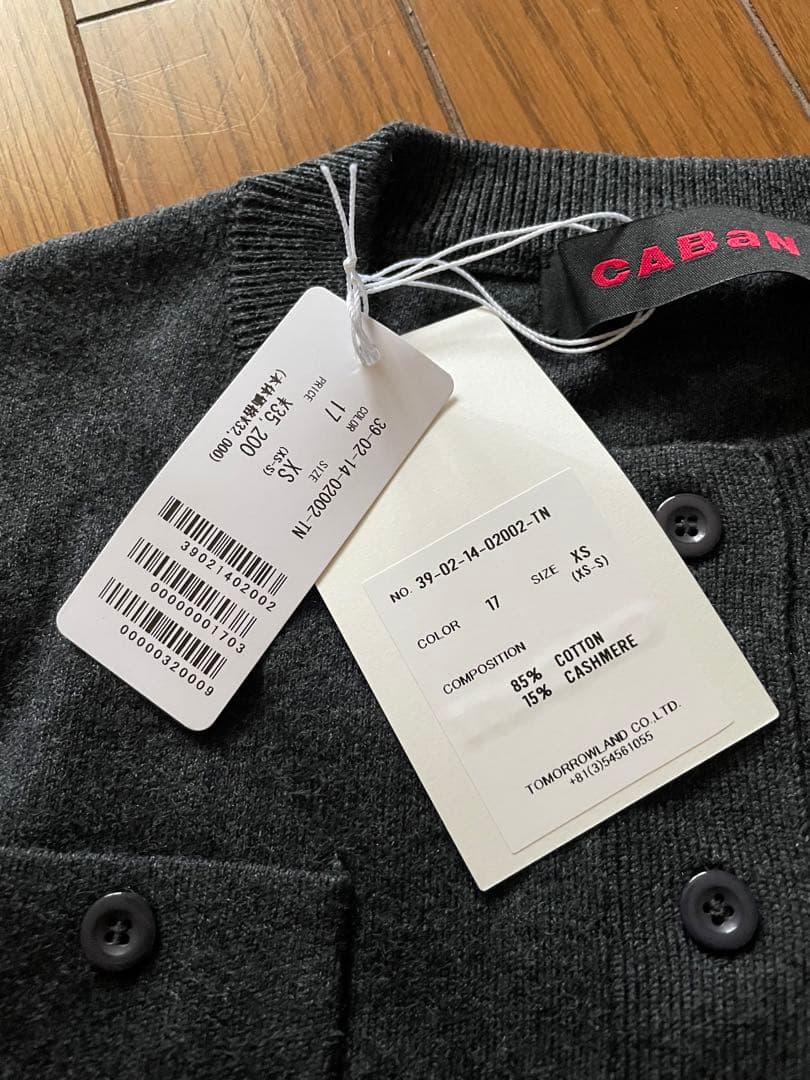 CABaN
39-02-14-02002-TN
COLOR SIZE
17 XS
(XS-S)
PRICE
¥35,200
(本体価格¥32,000)
39021402002
00000001703
00000320009
NO. 39-02-14-02002-TN
COLOR 17 SIZE XS
(XS-S)
COMPOSITION
85% COTTON
15% CASHMERE
TOMORROWLAND CO.,LTD.
+81(3)54561055